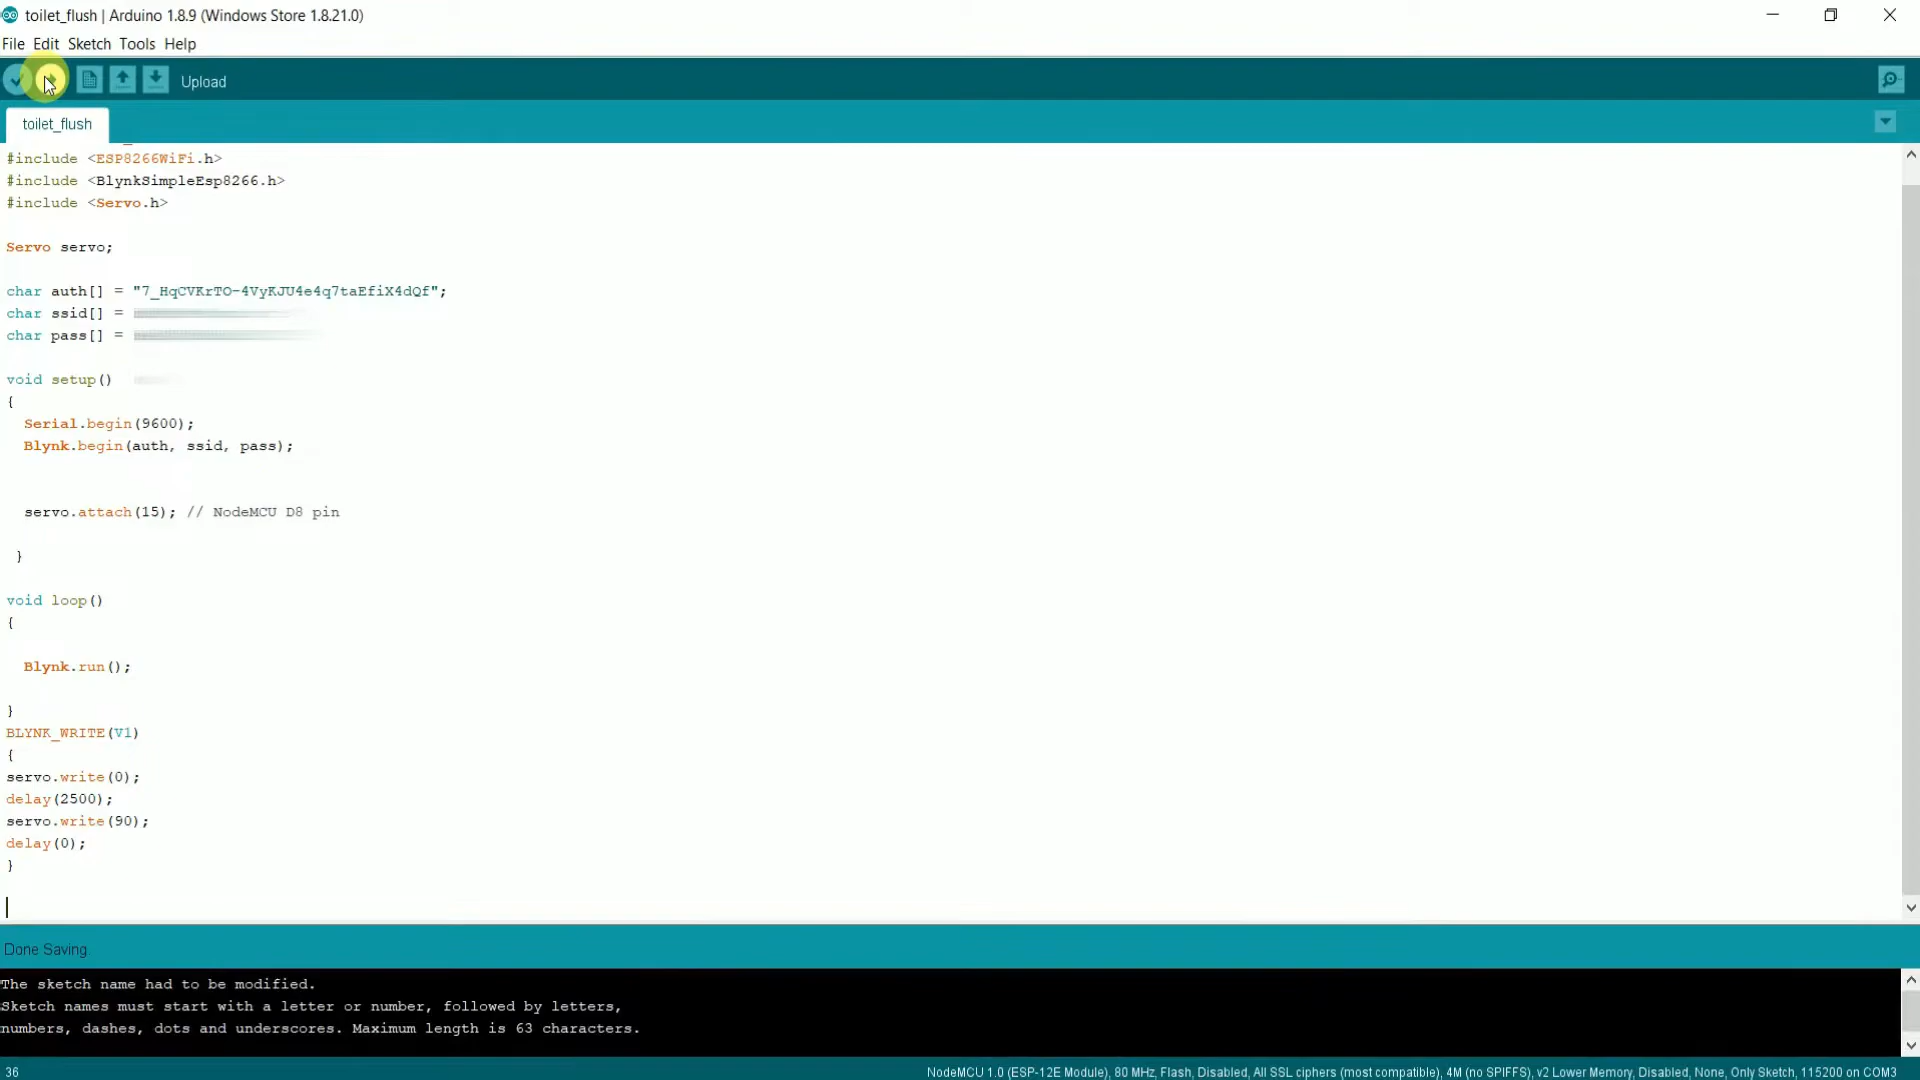 toilet_flush | Arduino 1.8.9 (Windows Store 1.8.21.0)
File Edit Sketch Tools Help
Upload
toilet_flush
#include <ESP8266WiFi.h>
#include <BlynkSimpleEsp8266.h>
#include <Servo.h>
Servo servo;
char auth[] = "7_HqCVKrTO-4VyKJU4e4q7taEfiX4dQf";
char ssid[] =
char pass[] =
void setup()
{
Serial.begin(9600);
Blynk.begin(auth, ssid, pass);
servo.attach(15); // NodeMCU D8 pin
}
void loop()
{
Blynk.run();
}
BLYNK_WRITE(V1)
{
servo.write(0);
delay(2500);
servo.write(90);
delay(0);
}
Done Saving.
The sketch name had to be modified.
Sketch names must start with a letter or number, followed by letters,
numbers, dashes, dots and underscores. Maximum length is 63 characters.
36
NodeMCU 1.0 (ESP-12E Module), 80 MHz, Flash, Disabled, All SSL ciphers (most compatible), 4M (no SPIFFS), v2 Lower Memory, Disabled, None, Only Sketch, 115200 on COM3